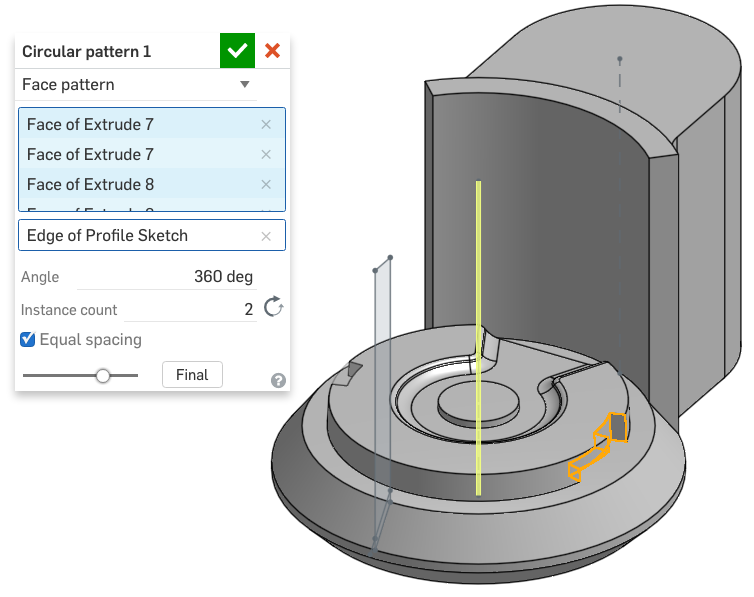 Circular pattern 1
Face pattern
Face of Extrude 7
Face of Extrude 7
Face of Extrude 8
Edge of Profile Sketch
Angle 360 deg
Instance count 2
Equal spacing
Final
?